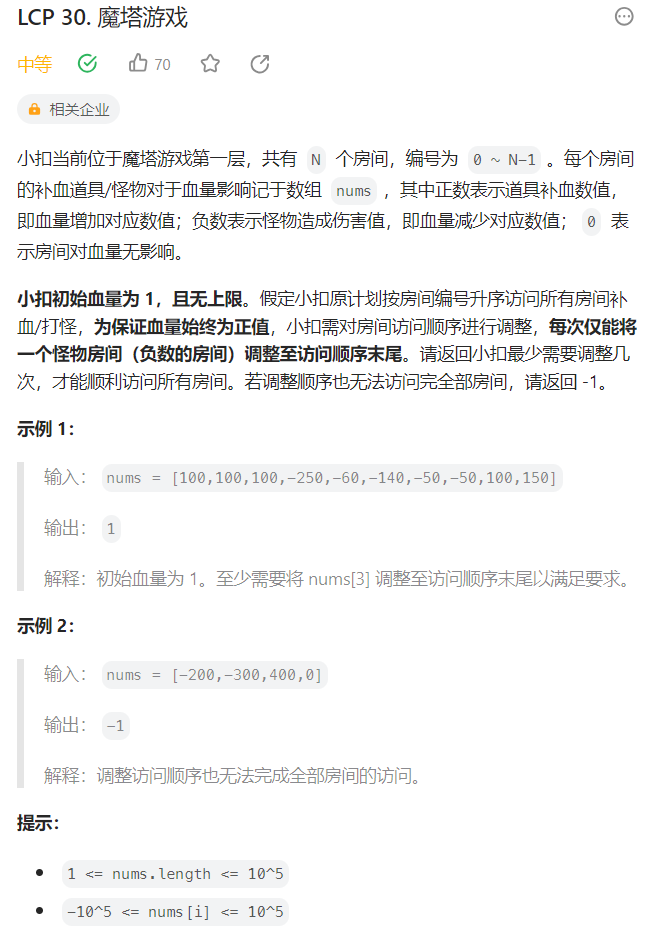 LCP 30. 魔塔游戏
中等 70
相关企业
小扣当前位于魔塔游戏第一层，共有 N 个房间，编号为 0 ~ N-1 。每个房间
的补血道具/怪物对于血量影响记于数组 nums ，其中正数表示道具补血数值，
即血量增加对应数值；负数表示怪物造成伤害值，即血量减少对应数值； 0 表
示房间对血量无影响。
小扣初始血量为 1，且无上限。假定小扣原计划按房间编号升序访问所有房间补
血/打怪，为保证血量始终为正值，小扣需对房间访问顺序进行调整，每次仅能将
一个怪物房间（负数的房间）调整至访问顺序末尾。请返回小扣最少需要调整几
次，才能顺利访问所有房间。若调整顺序也无法访问完全部房间，请返回 -1。
示例 1：
输入： nums = [100,100,100,-250,-60,-140,-50,-50,100,150]
输出： 1
解释：初始血量为 1。至少需要将 nums[3] 调整至访问顺序末尾以满足要求。
示例 2：
输入： nums = [-200,-300,400,0]
输出： -1
解释：调整访问顺序也无法完成全部房间的访问。
提示：
1 <= nums.length <= 10^5
-10^5 <= nums[i] <= 10^5